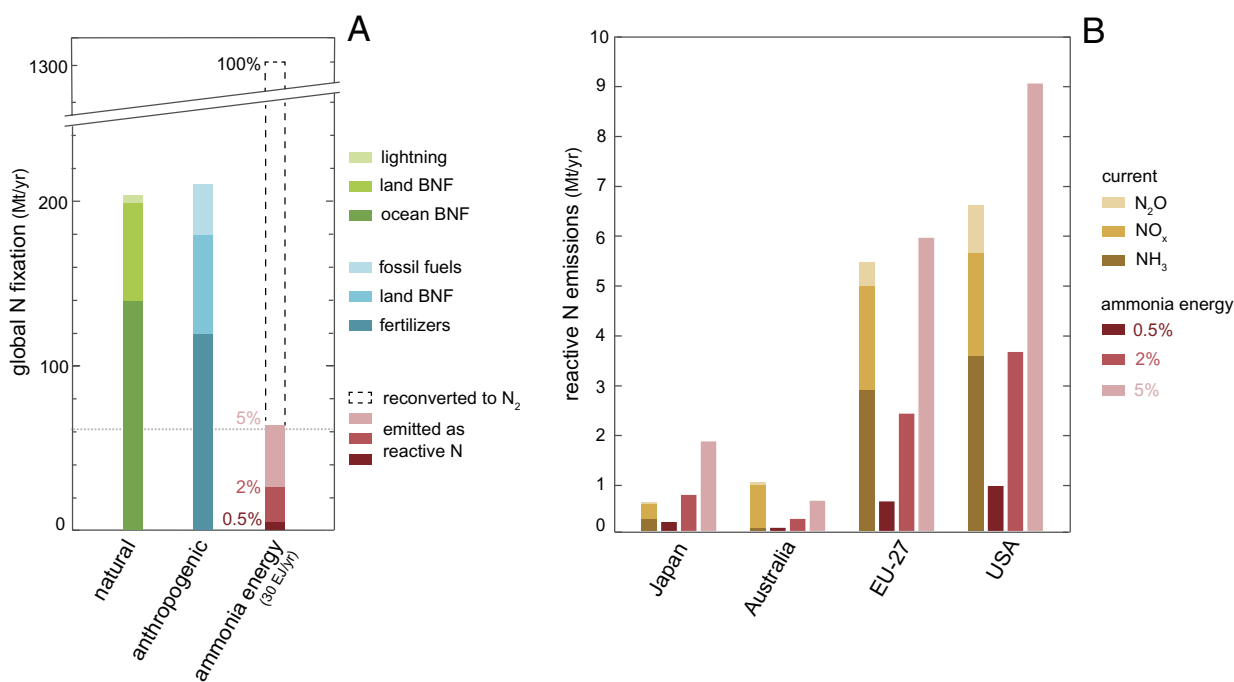 A
global N fixation (Mt/yr)
1300
200
100
0
100%
5%
2%
0.5%
natural
anthropogenic
ammonia energy
(30 EJ/yr)
lightning
land BNF
ocean BNF
fossil fuels
land BNF
fertilizers
reconverted to N₂
emitted as
reactive N
B
reactive N emissions (Mt/yr)
10
9
8
7
6
5
4
3
2
1
0
Japan
Australia
EU-27
USA
current
N₂O
NOₓ
NH₃
ammonia energy
0.5%
2%
5%